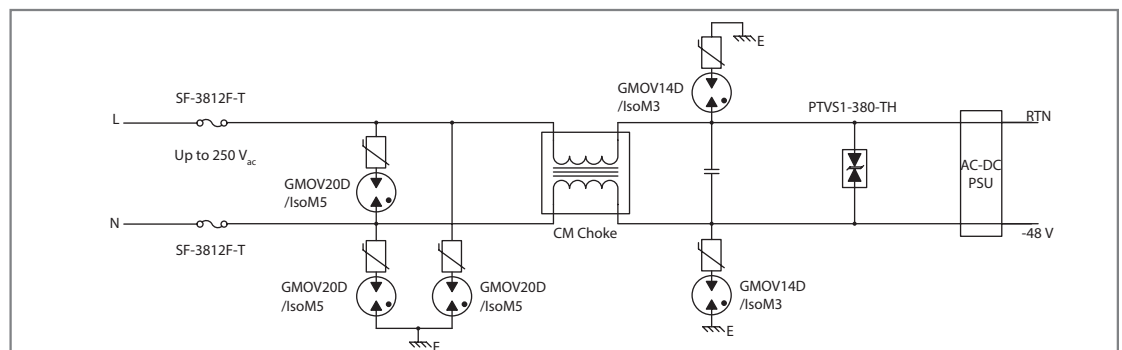 E
GMOV14D
/IsoM3
SF-3812F-T
PTVS1-380-TH
L
RTN
Up to 250 Vac
GMOV20D
/IsoM5
AC-DC
PSU
N
CM Choke
-48 V
SF-3812F-T
GMOV20D
/IsoM5
GMOV20D
/IsoM5
GMOV14D
/IsoM3
E
E